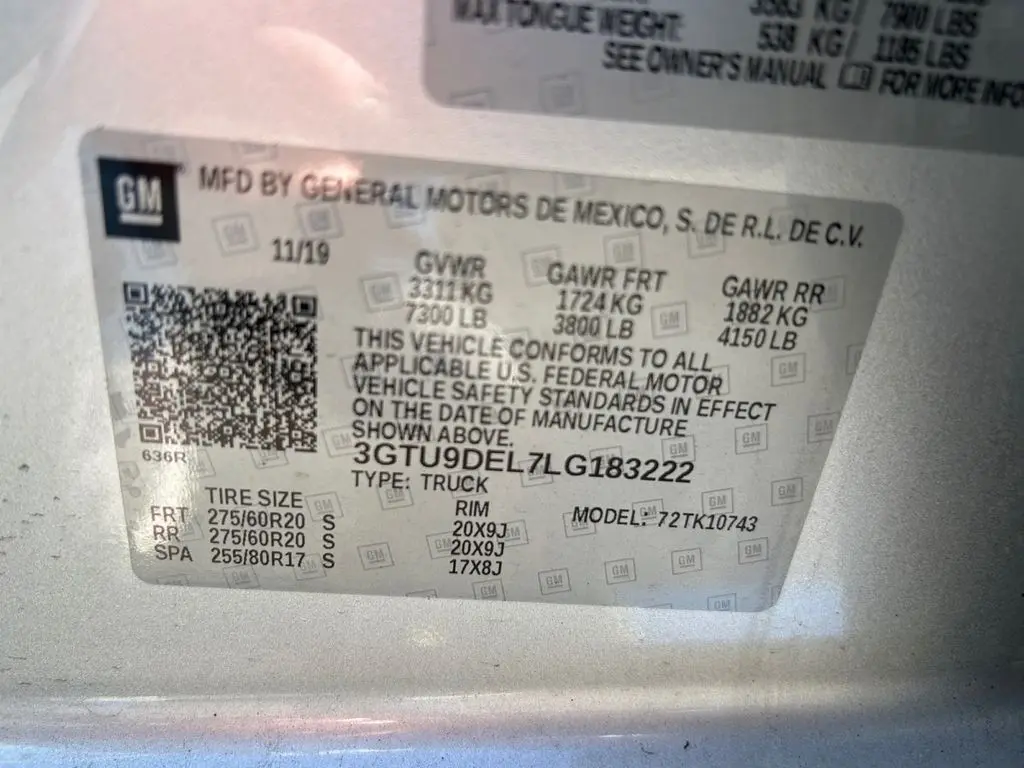 3583 KG/ 7900 LBS
MAX TONGUE WEIGHT: 538 KG/ 1185 LBS
SEE OWNER'S MANUAL FOR MORE INFO
GM MFD BY GENERAL MOTORS DE MEXICO, S. DE R.L. DE C.V.
11/19
GVWR GAWR FRT GAWR RR
3311 KG 1724 KG 1882 KG
7300 LB 3800 LB 4150 LB
THIS VEHICLE CONFORMS TO ALL
APPLICABLE U.S. FEDERAL MOTOR
VEHICLE SAFETY STANDARDS IN EFFECT
ON THE DATE OF MANUFACTURE
SHOWN ABOVE.
636R
3GTU9DEL7LG183222
TYPE: TRUCK
TIRE SIZE RIM MODEL: 72TK10743
FRT 275/60R20 S 20X9J
RR 275/60R20 S 20X9J
SPA 255/80R17 S 17X8J